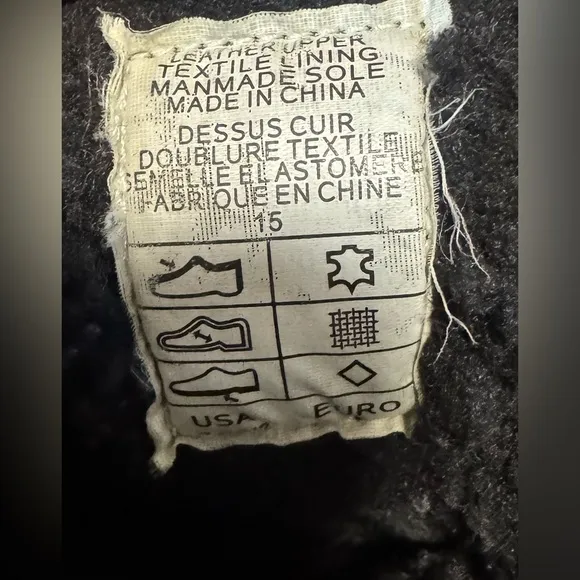 LEATHER UPPER
TEXTILE LINING
MANMADE SOLE
MADE IN CHINA
DESSUS CUIR
DOUBLURE TEXTILE
SEMELLE ELASTOMERE
FABRIQUE EN CHINE
15
USA EURO